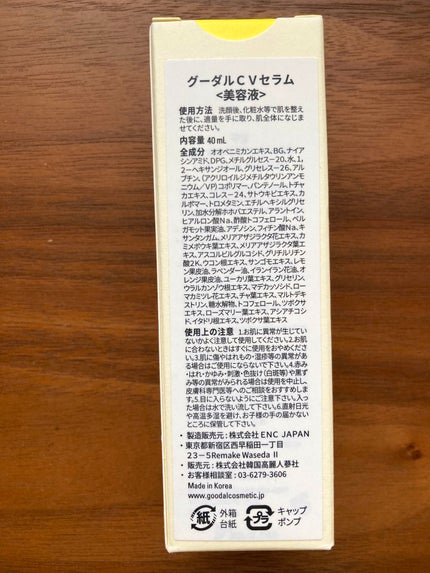 グーダルCVセラム
<美容液>
使用方法 洗顔後、化粧水等で肌を整え
た後に、適量を手に取り、肌全体になじま
せてください。
内容量 40mL
全成分 オオベニミカンエキス、BG、ナイア
シンアミド、DPG、メチルグルセス-20、水、1,
2-ヘキサンジオール、グリセレス-26、アル
ブチン、(アクリロイルジメチルタウリンアンモ
ニウム/VP)コポリマー、パンテノール、トチャ
カエキス、コレス-24、サトウキビエキス、カ
ルボマー、トロメタミン、エチルヘキシルグリセ
リン、加水分解ホホバエステル、アラントイン、
ヒアルロン酸Na、酢酸トコフェロール、ベル
ガモット果実油、アデノシン、フィチン酸Na、キ
サンタンガム、メリアアザジラクタ花エキス、カ
ミメボウキ葉エキス、メリアアザジラクタ葉エ
キス、アスコルビルグルコシド、グリチルリチン
酸2K、ウコン根エキス、サンゴモエキス、レモ
ン果皮油、ラベンダー油、イランイラン花油、オ
レンジ果皮油、ユーカリ葉エキス、グリセリン、
ウラルカンゾウ根エキス、マデカッソシド、ロー
マカミツレ花エキス、チャ葉エキス、マルトデキ
ストリン、糖水解物、トコフェロール、ツボクサ
エキス、ローズマリー葉エキス、アシアチコシ
ド、イタドリ根エキス、ツボクサ葉エキス
使用上の注意 1.お肌に異常が生じてい
ないかよく注意して使用してください。2.お肌
に合わないときはすぐに使用をおやめくださ
い。3.肌に傷やはれもの・湿疹等の異常があ
る場合はご使用にならないで下さい。4.赤み
・はれ・かゆみ・刺激・色抜け(白斑等)や黒ず
み等の異常がみられる場合は使用を中止し、
皮膚科専門医等へのご相談をおすすめしま
す。5.目に入らないようにご注意下さい。入っ
た場合は水で洗い流して下さい。6.直射日光
や高温多湿を避け、お子様の手の届かない
ところに保管して下さい。
・製造販売元:株式会社 ENC JAPAN
・東京都新宿区西早稲田一丁目
23-5Remake Waseda Ⅱ
・販売元:株式会社韓国高麗人蔘社
・お客様相談室:03-6279-3606
Made in Korea
www.goodalcosmetic.jp
紙 外箱 台紙 プラ キャップ ポンプ